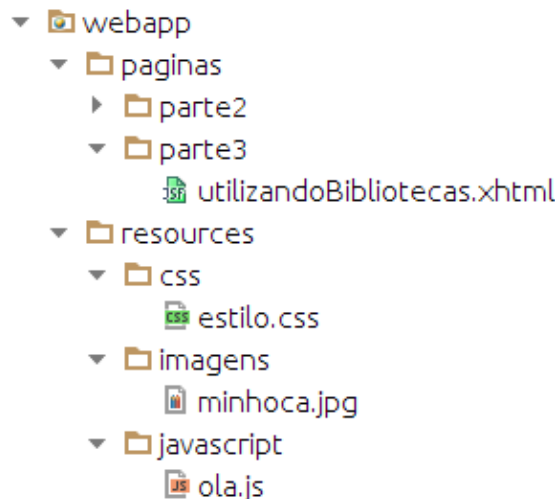 webapp
paginas
parte2
parte3
utilizandoBibliotecas.xhtml
resources
css
estilo.css
imagens
minhoca.jpg
javascript
ola.js